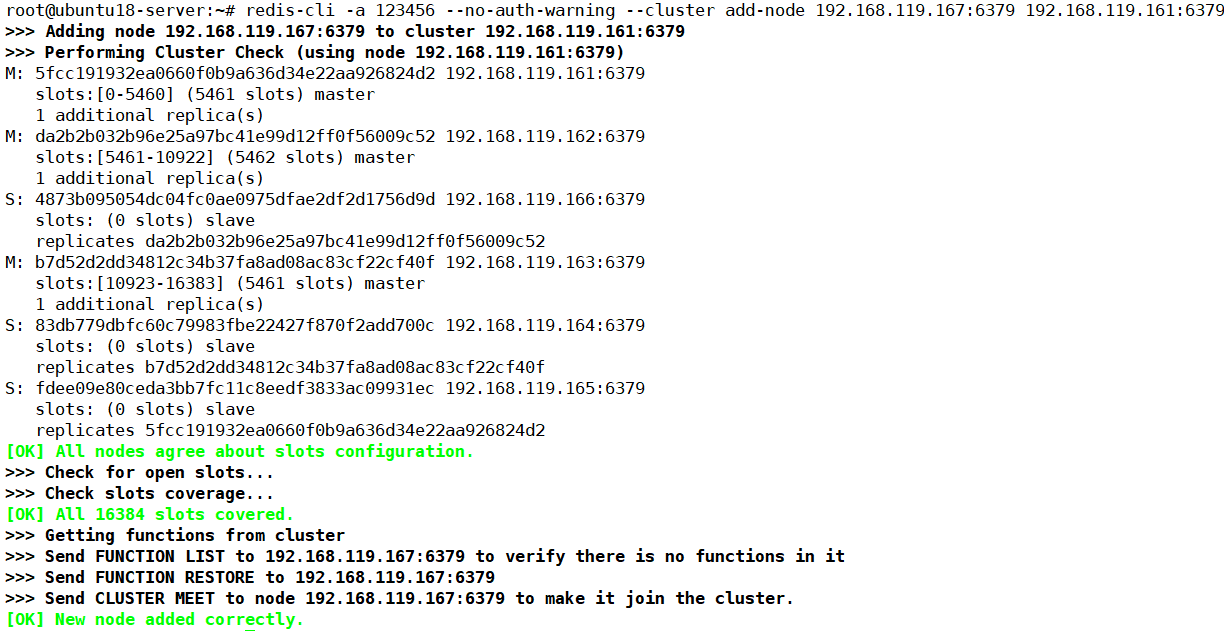 root@ubuntu18-server:~# redis-cli -a 123456 --no-auth-warning --cluster add-node 192.168.119.167:6379 192.168.119.161:6379
>>> Adding node 192.168.119.167:6379 to cluster 192.168.119.161:6379
>>> Performing Cluster Check (using node 192.168.119.161:6379)
M: 5fcc191932ea0660f0b9a636d34e22aa926824d2 192.168.119.161:6379
   slots:[0-5460] (5461 slots) master
   1 additional replica(s)
M: da2b2b032b96e25a97bc41e99d12ff0f56009c52 192.168.119.162:6379
   slots:[5461-10922] (5462 slots) master
   1 additional replica(s)
S: 4873b095054dc04fc0ae0975dfae2df2d1756d9d 192.168.119.166:6379
   slots: (0 slots) slave
   replicates da2b2b032b96e25a97bc41e99d12ff0f56009c52
M: b7d52d2dd34812c34b37fa8ad08ac83cf22cf40f 192.168.119.163:6379
   slots:[10923-16383] (5461 slots) master
   1 additional replica(s)
S: 83db779dbfc60c79983fbe22427f870f2add700c 192.168.119.164:6379
   slots: (0 slots) slave
   replicates b7d52d2dd34812c34b37fa8ad08ac83cf22cf40f
S: fdee09e80ceda3bb7fc11c8eedf3833ac09931ec 192.168.119.165:6379
   slots: (0 slots) slave
   replicates 5fcc191932ea0660f0b9a636d34e22aa926824d2
[OK] All nodes agree about slots configuration.
>>> Check for open slots...
>>> Check slots coverage...
[OK] All 16384 slots covered.
>>> Getting functions from cluster
>>> Send FUNCTION LIST to 192.168.119.167:6379 to verify there is no functions in it
>>> Send FUNCTION RESTORE to 192.168.119.167:6379
>>> Send CLUSTER MEET to node 192.168.119.167:6379 to make it join the cluster.
[OK] New node added correctly.